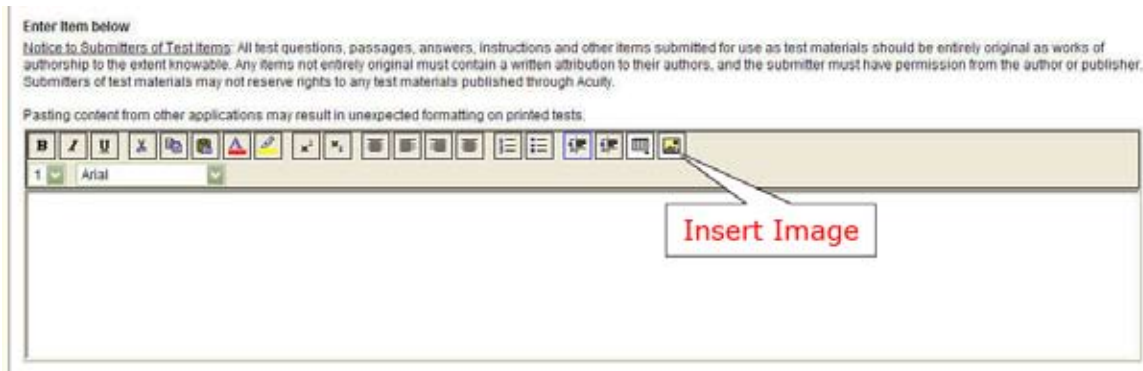 Enter Item below
Notice to Submitters of Test Items: All test questions, passages, answers, instructions and other items submitted for use as test materials should be entirely original as works of
authorship to the extent knowable. Any items not entirely original must contain a written attribution to their authors, and the submitter must have permission from the author or publisher.
Submitters of test materials may not reserve rights to any test materials published through Acuity.
Pasting content from other applications may result in unexpected formatting on printed tests.
B I U A x² x₂
1 Arial
Insert Image